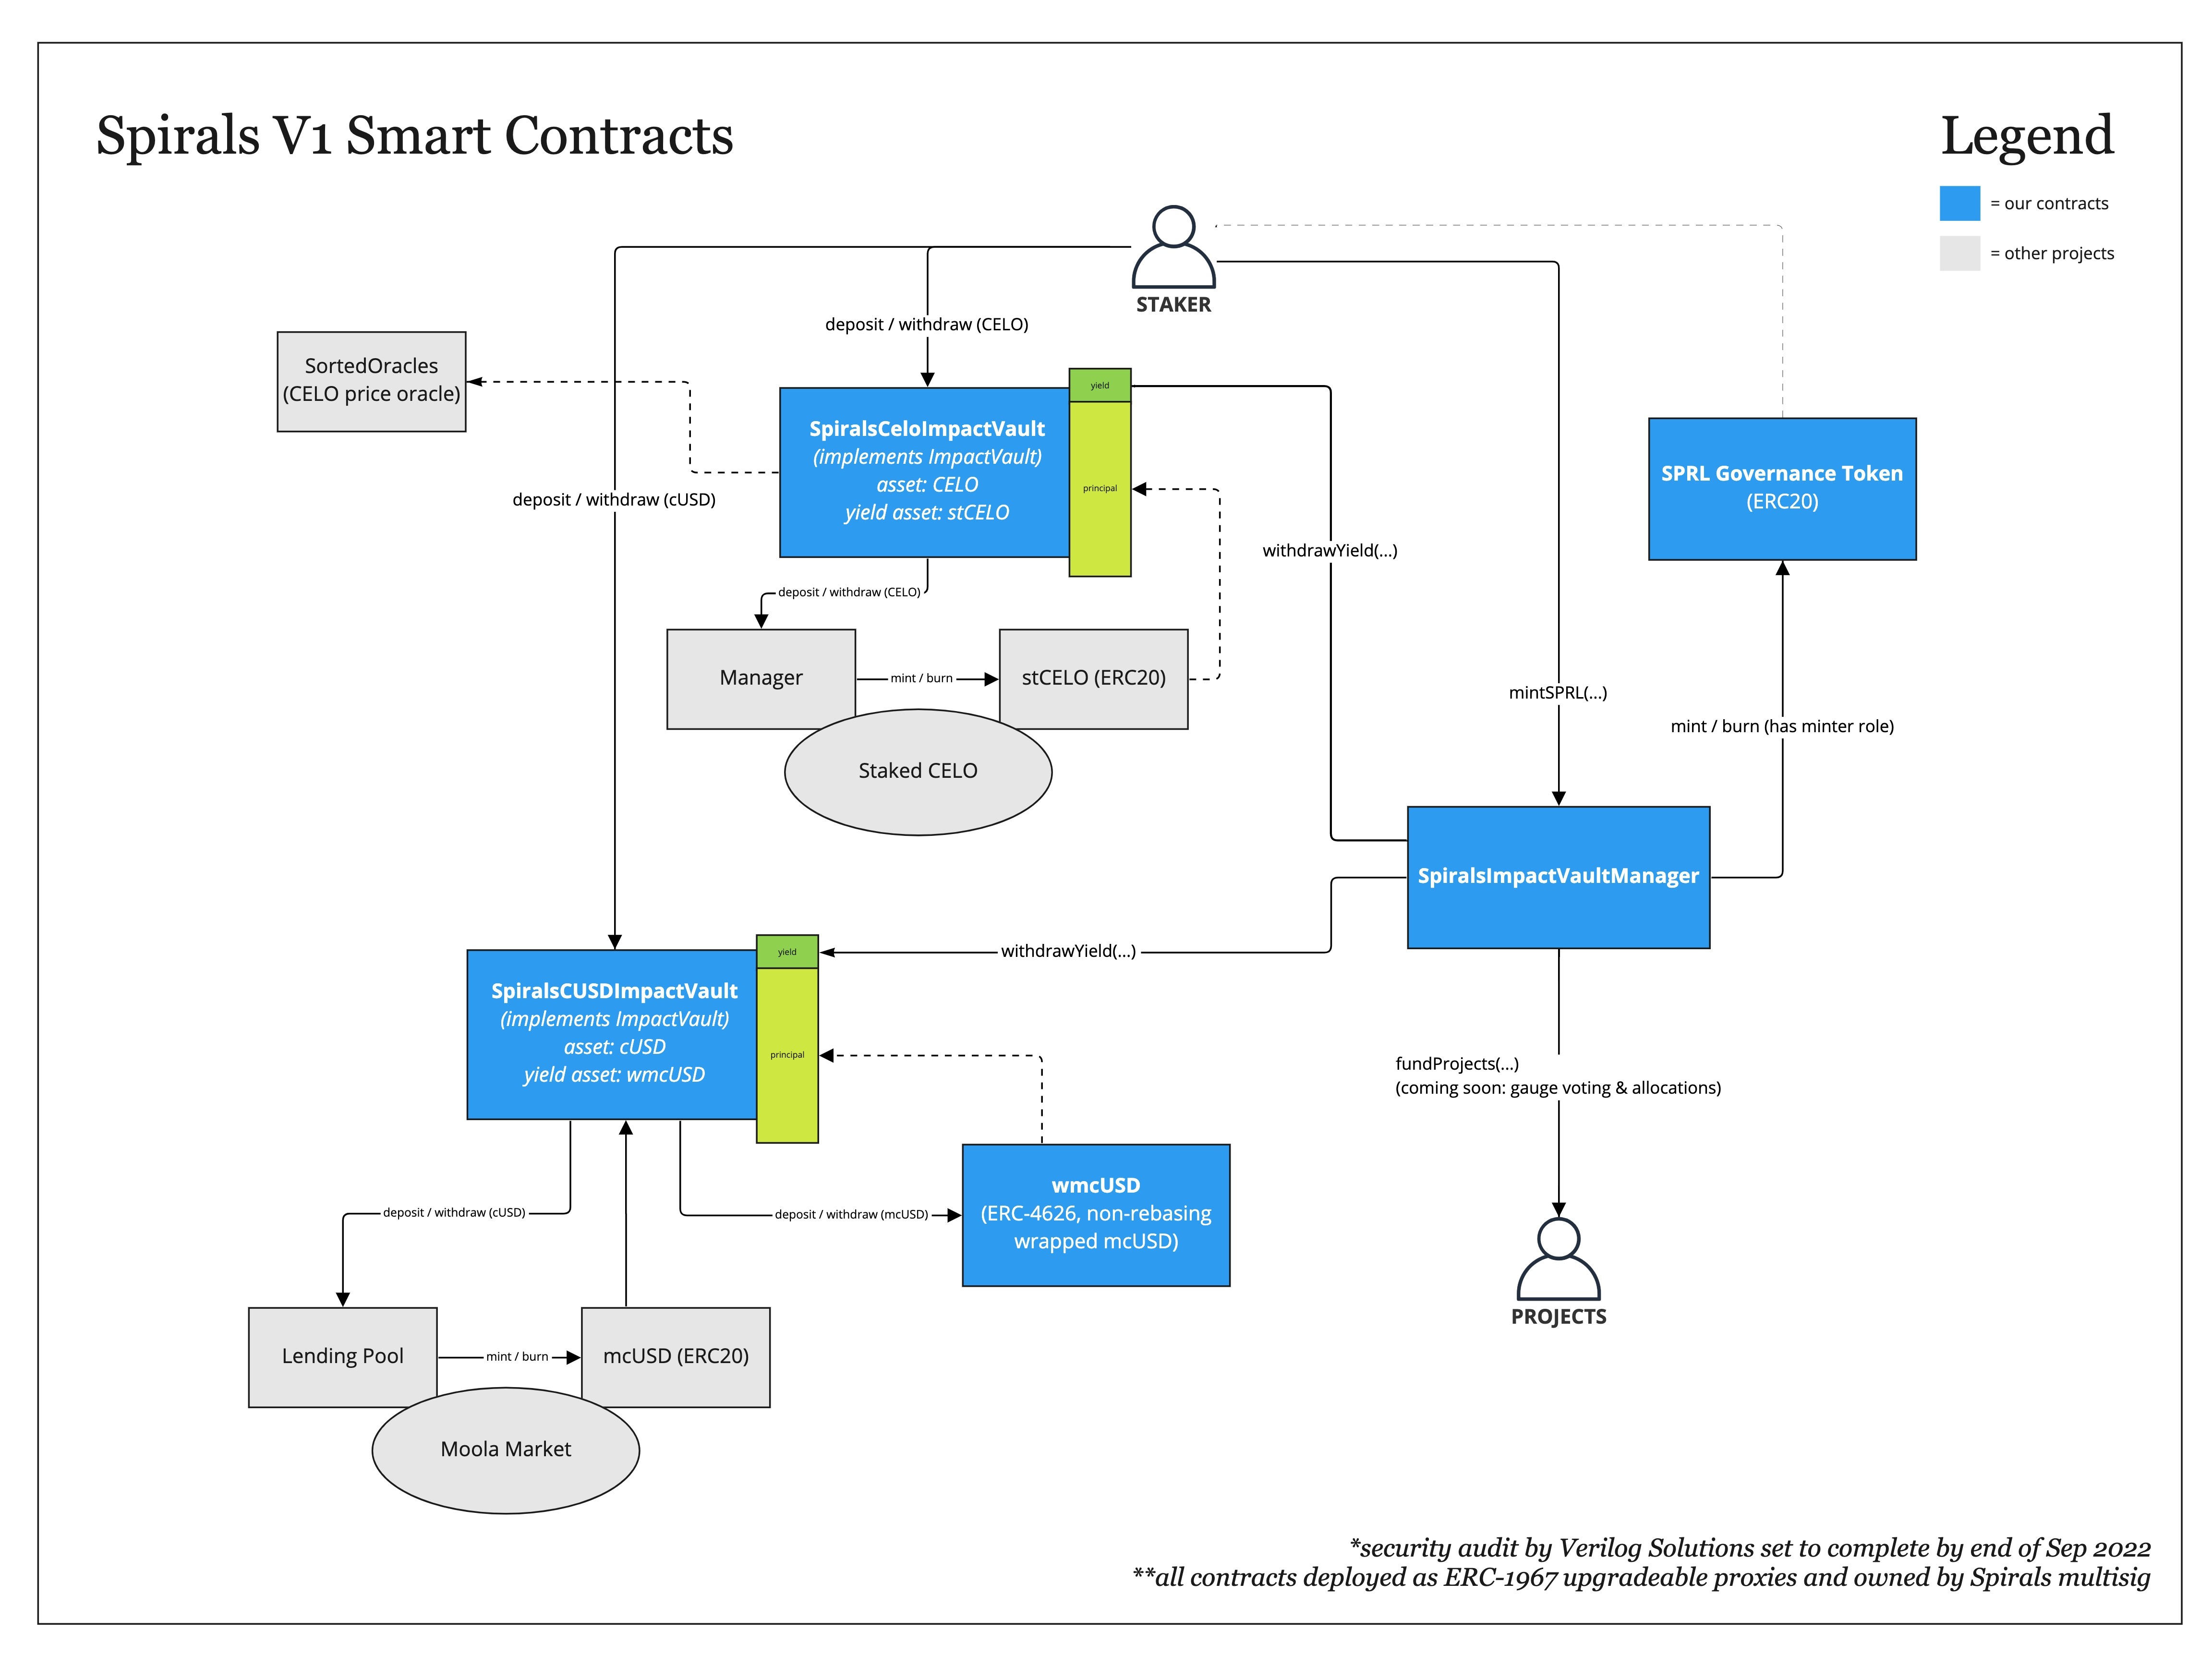 Spirals V1 Smart Contracts
Legend
= our contracts
= other projects
STAKER
deposit / withdraw (CELO)
SortedOracles
(CELO price oracle)
yield
SpiralsCeloImpactVault
(implements ImpactVault)
asset: CELO
yield asset: stCELO
principal
SPRL Governance Token
(ERC20)
deposit / withdraw (cUSD)
withdrawYield(...)
deposit / withdraw (CELO)
Manager
mint / burn
stCELO (ERC20)
mintSPRL(...)
mint / burn (has minter role)
Staked CELO
SpiralsImpactVaultManager
yield
withdrawYield(...)
SpiralsCUSDImpactVault
(implements ImpactVault)
asset: cUSD
yield asset: wmcUSD
principal
fundProjects(...)
(coming soon: gauge voting & allocations)
wmcUSD
(ERC-4626, non-rebasing
wrapped mcUSD)
deposit / withdraw (cUSD)
deposit / withdraw (mcUSD)
PROJECTS
Lending Pool
mint / burn
mcUSD (ERC20)
Moola Market
*security audit by Verilog Solutions set to complete by end of Sep 2022
**all contracts deployed as ERC-1967 upgradeable proxies and owned by Spirals multisig